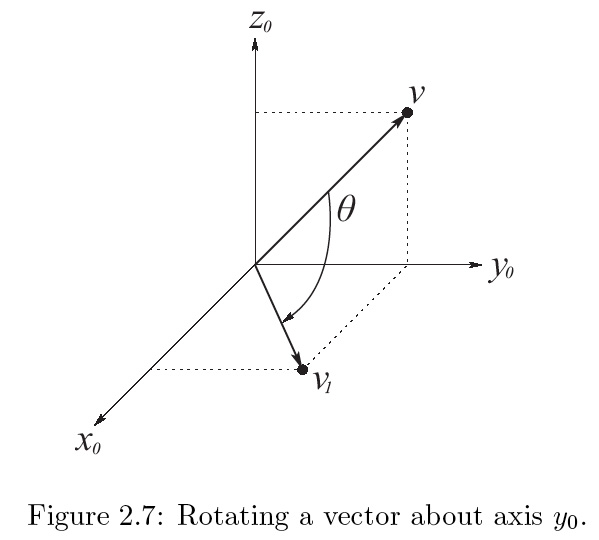 z₀
v
θ
y₀
v₁
x₀
Figure 2.7: Rotating a vector about axis y₀.